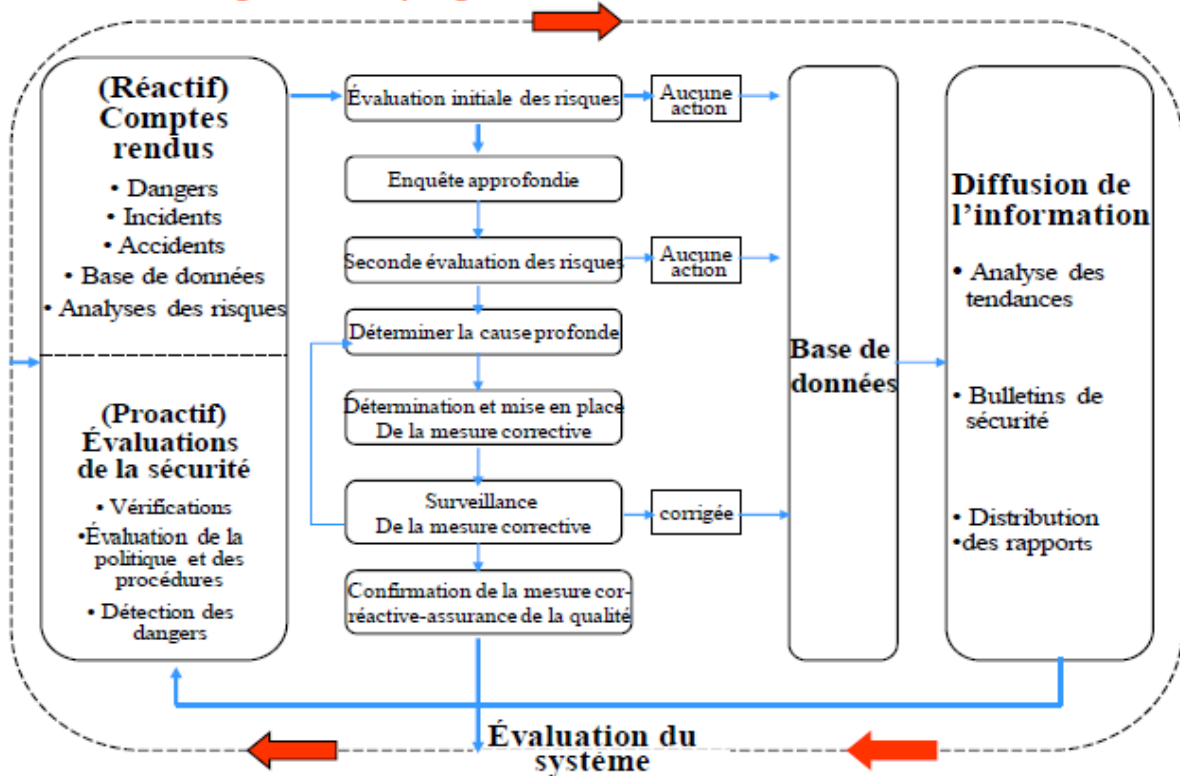 (Réactif)
Comptes
rendus
• Dangers
• Incidents
• Accidents
• Base de données
• Analyses des risques
(Proactif)
Évaluations
de la sécurité
• Vérifications
•Évaluation de la
politique et des
procédures
• Détection des
dangers
Évaluation initiale des risques
Aucune
action
Enquête approfondie
Seconde évaluation des risques
Aucune
action
Déterminer la cause profonde
Détermination et mise en place
De la mesure corrective
Surveillance
De la mesure corrective
corrigée
Confirmation de la mesure cor-
réactive-assurance de la qualité
Base de
données
Diffusion de
l’information
• Analyse des
tendances
• Bulletins de
sécurité
• Distribution
•des rapports
Évaluation du
système